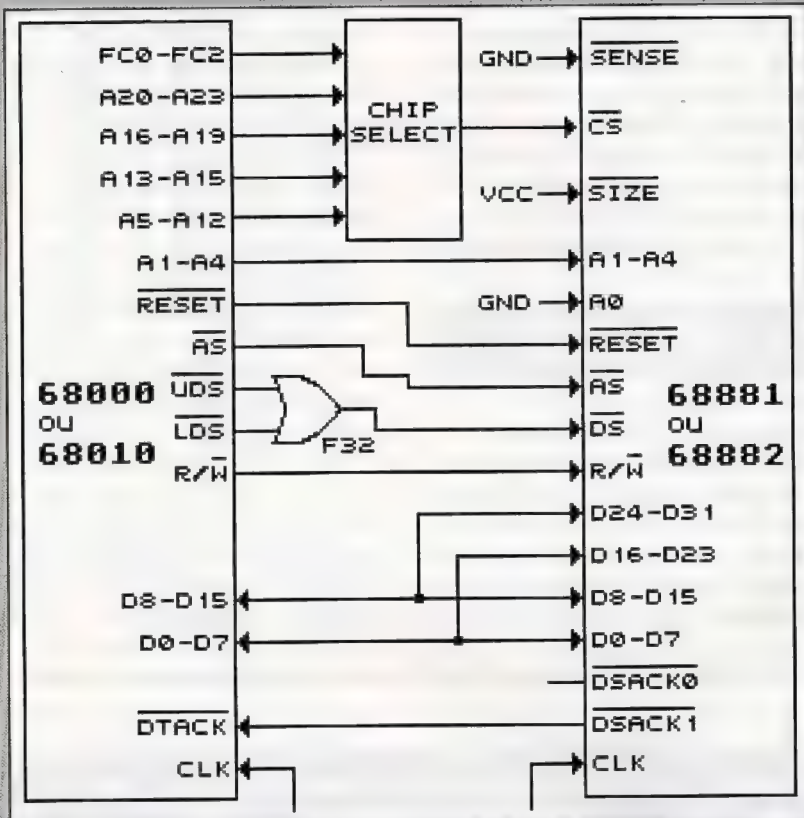 FC0-FC2
A20-A23
A16-A19
A13-A15
A5-A12
A1-A4
RESET
AS
UDS
LDS
R/W
68000
ou
68010
D8-D15
D0-D7
DTACK
CLK
CHIP
SELECT
F32
GND
VCC
GND
SENSE
CS
SIZE
A1-A4
A0
RESET
AS
DS
R/W
68881
ou
68882
D24-D31
D16-D23
D8-D15
D0-D7
DSACK0
DSACK1
CLK